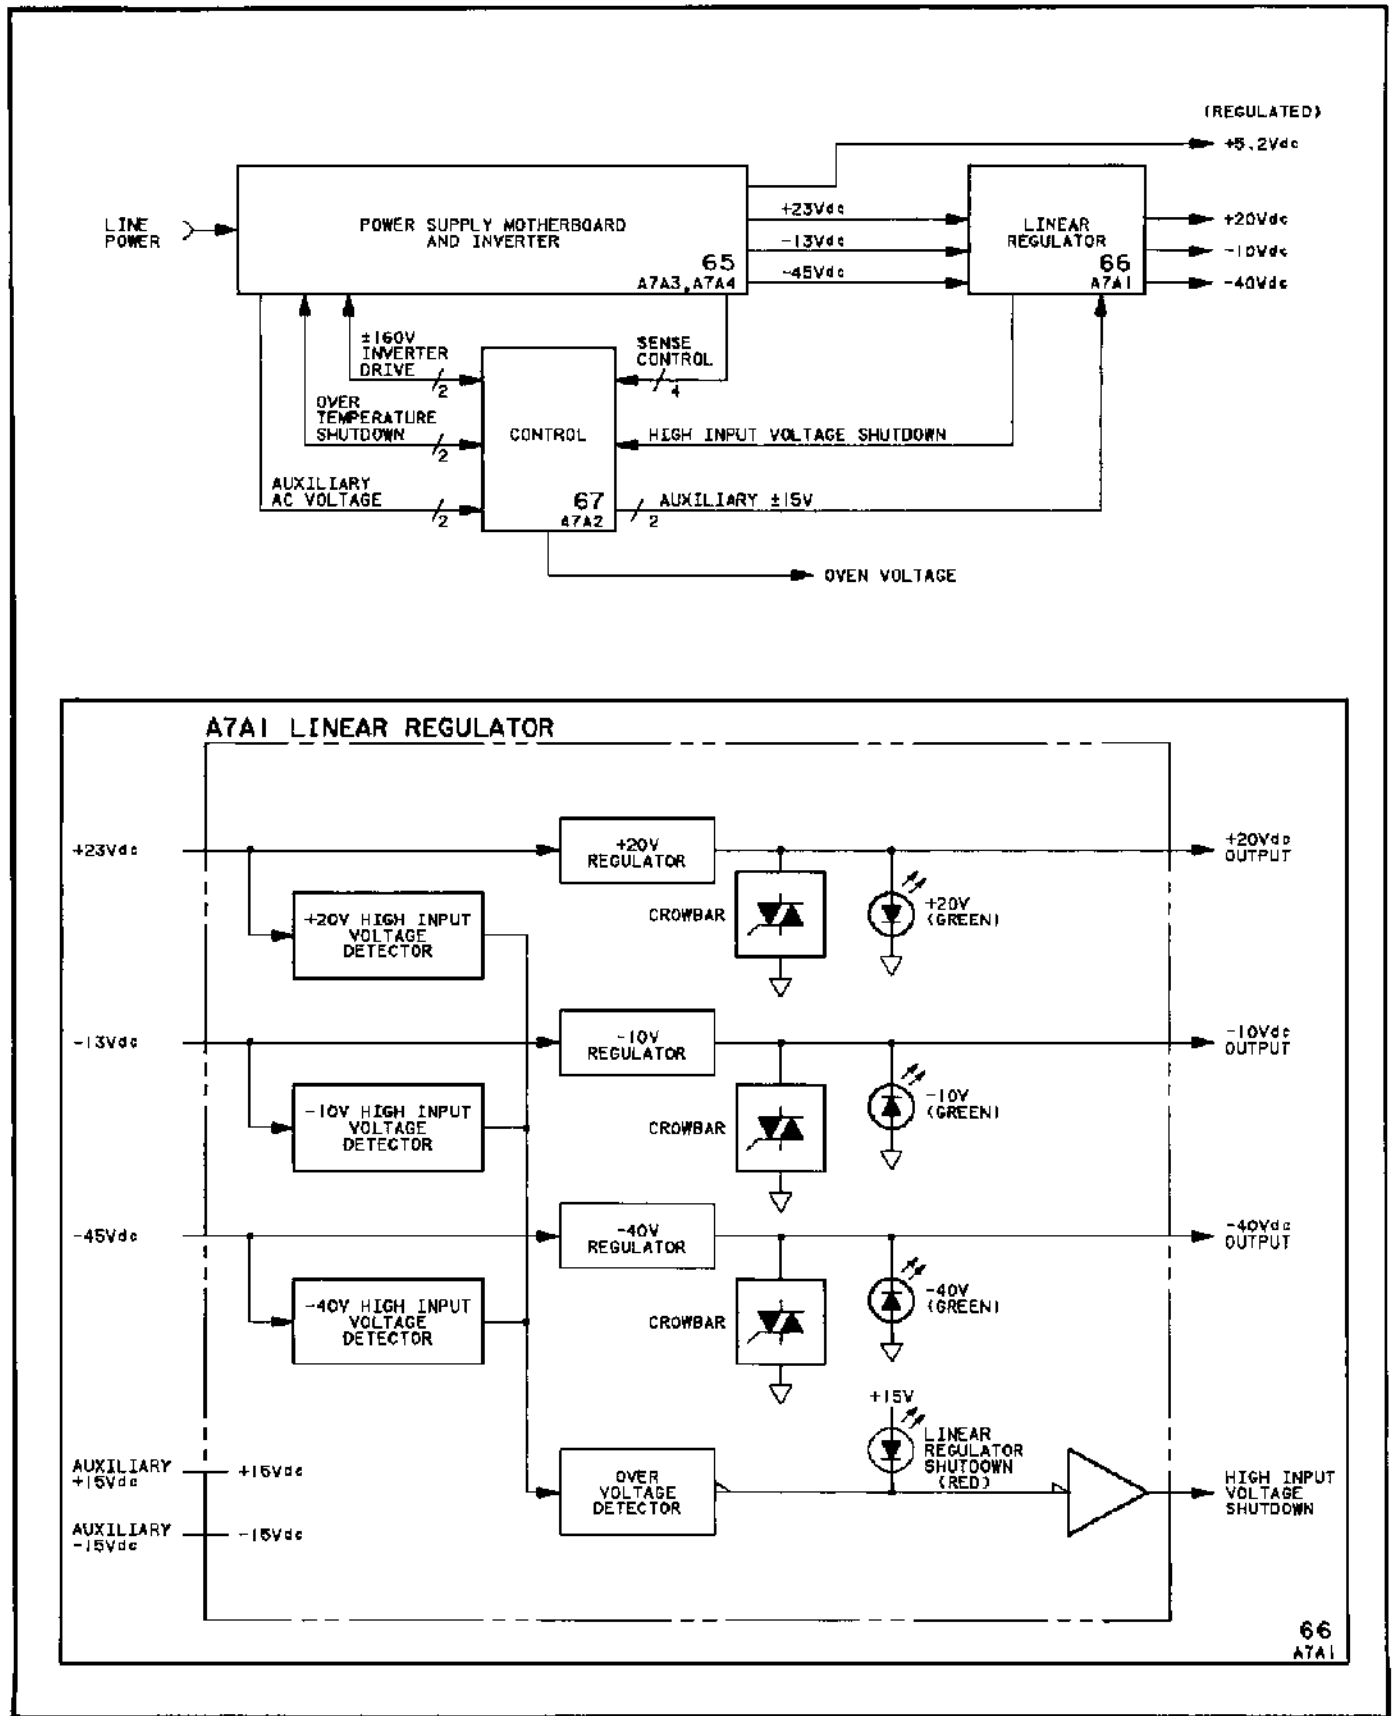 (REGULATED)
+5.2Vdc
LINE
POWER
POWER SUPPLY MOTHERBOARD
AND INVERTER
65
A7A3,A7A4
+23Vdc
-13Vdc
-45Vdc
LINEAR
REGULATOR
66
A7A1
+20Vdc
-10Vdc
-40Vdc
±160V
INVERTER
DRIVE
2
SENSE
CONTROL
4
OVER
TEMPERATURE
SHUTDOWN
2
CONTROL
HIGH INPUT VOLTAGE SHUTDOWN
AUXILIARY
AC VOLTAGE
2
67
A7A2
2
AUXILIARY ±15V
OVEN VOLTAGE
A7A1 LINEAR REGULATOR
+23Vdc
+20V
REGULATOR
+20Vdc
OUTPUT
+20V HIGH INPUT
VOLTAGE
DETECTOR
CROWBAR
+20V
(GREEN)
-13Vdc
-10V
REGULATOR
-10Vdc
OUTPUT
-10V HIGH INPUT
VOLTAGE
DETECTOR
CROWBAR
-10V
(GREEN)
-45Vdc
-40V
REGULATOR
-40Vdc
OUTPUT
-40V HIGH INPUT
VOLTAGE
DETECTOR
CROWBAR
-40V
(GREEN)
+15V
LINEAR
REGULATOR
SHUTDOWN
(RED)
AUXILIARY
+15Vdc
+15Vdc
OVER
VOLTAGE
DETECTOR
HIGH INPUT
VOLTAGE
SHUTDOWN
AUXILIARY
-15Vdc
-15Vdc
66
A7A1